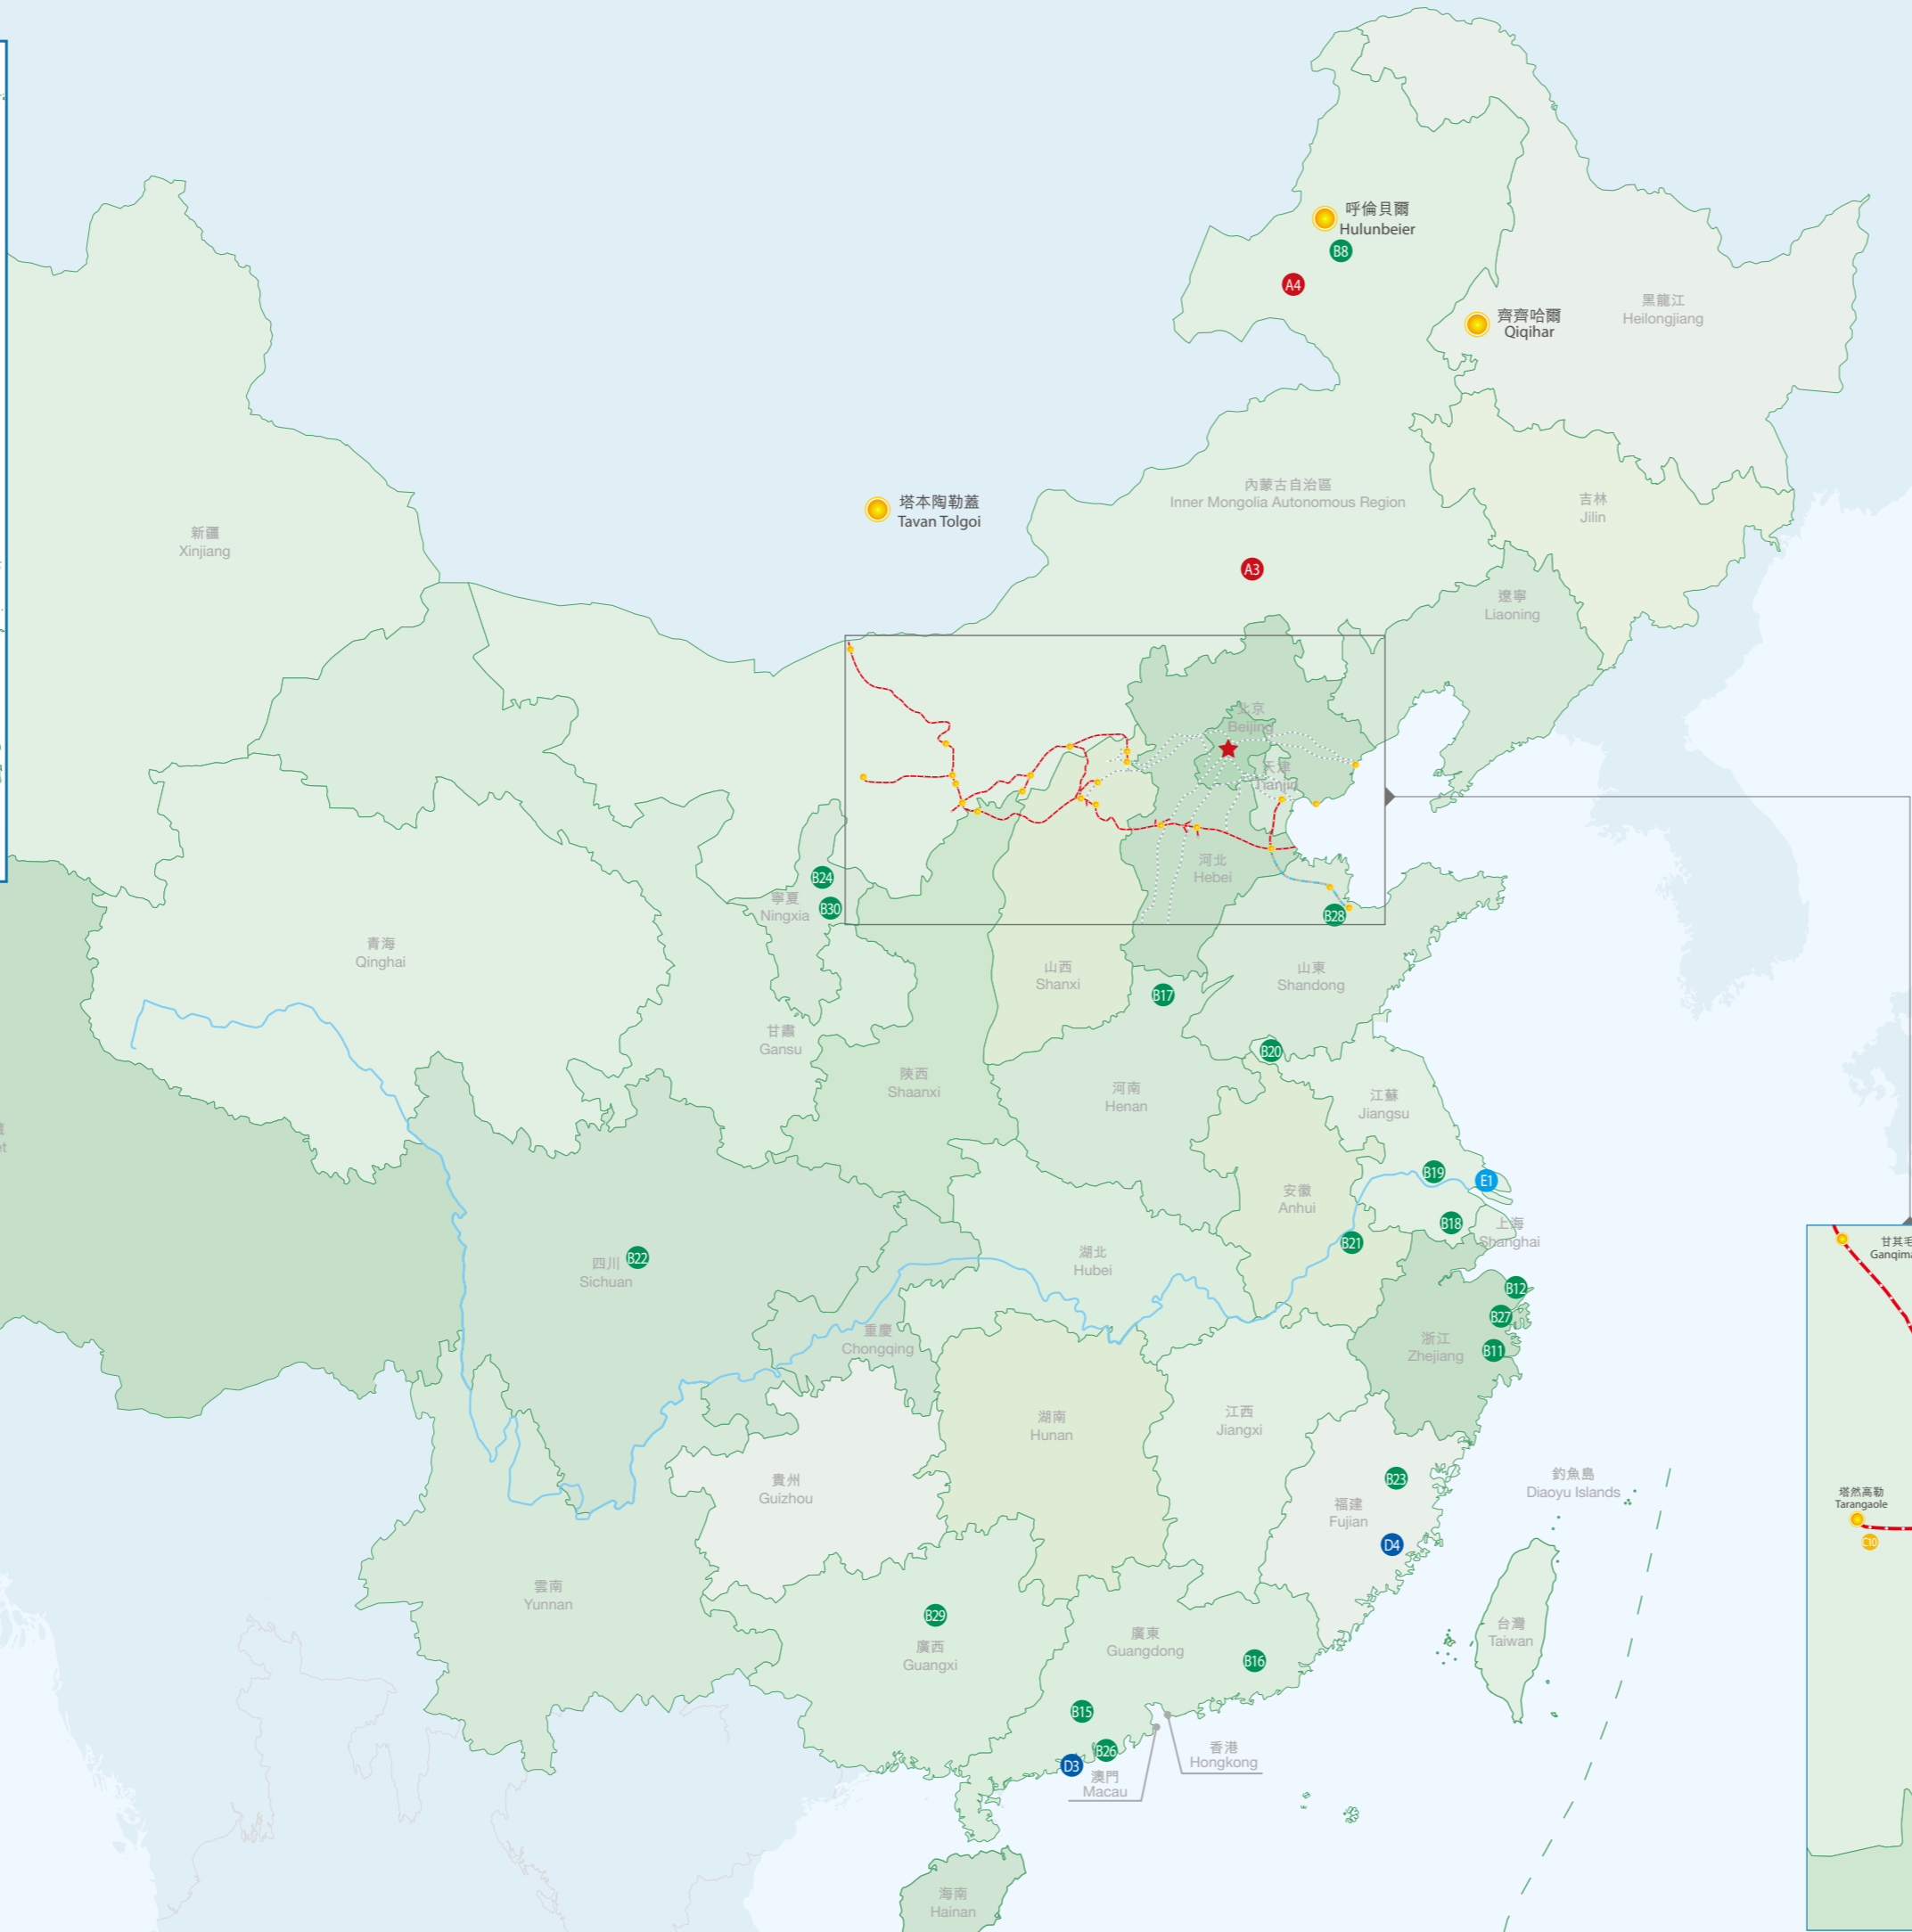 呼倫貝爾
Hulunbeier
B8
A4
齊齊哈爾
Qiqihar
黑龍江
Heilongjiang
塔本陶勒蓋
Tavan Tolgoi
內蒙古自治區
Inner Mongolia Autonomous Region
吉林
Jilin
新疆
Xinjiang
A3
遼寧
Liaoning
北京
Beijing
天津
Tianjin
河北
Hebei
B24
寧夏
Ningxia
B30
B28
青海
Qinghai
山西
Shanxi
山東
Shandong
B17
甘肅
Gansu
B20
陝西
Shaanxi
河南
Henan
江蘇
Jiangsu
B19
E1
安徽
Anhui
B18
上海
Shanghai
B21
四川
Sichuan
B22
湖北
Hubei
B12
B27
重慶
Chongqing
浙江
Zhejiang
B11
湖南
Hunan
江西
Jiangxi
貴州
Guizhou
B23
釣魚島
Diaoyu Islands
福建
Fujian
D4
雲南
Yunnan
B29
廣西
Guangxi
廣東
Guangdong
B16
台灣
Taiwan
B15
B26
D3
香港
Hongkong
澳門
Macau
海南
Hainan
甘其毛
Ganqima
塔然高勒
Tarangaole
C10